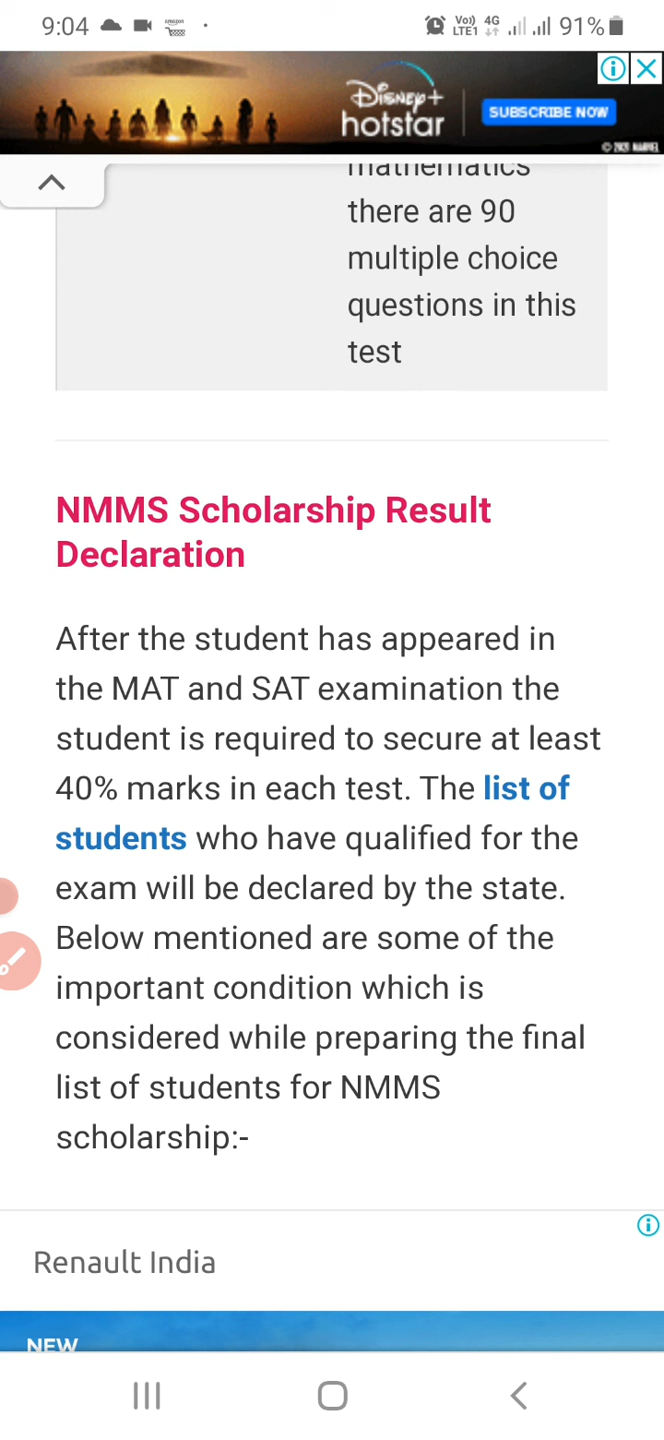 9:04
Vo)) 4G 91%
LTE1
Disney+
hotstar
SUBSCRIBE NOW
mathematics
there are 90
multiple choice
questions in this
test
NMMS Scholarship Result
Declaration
After the student has appeared in
the MAT and SAT examination the
student is required to secure at least
40% marks in each test. The list of
students who have qualified for the
exam will be declared by the state.
Below mentioned are some of the
important condition which is
considered while preparing the final
list of students for NMMS
scholarship:-
Renault India
NEW